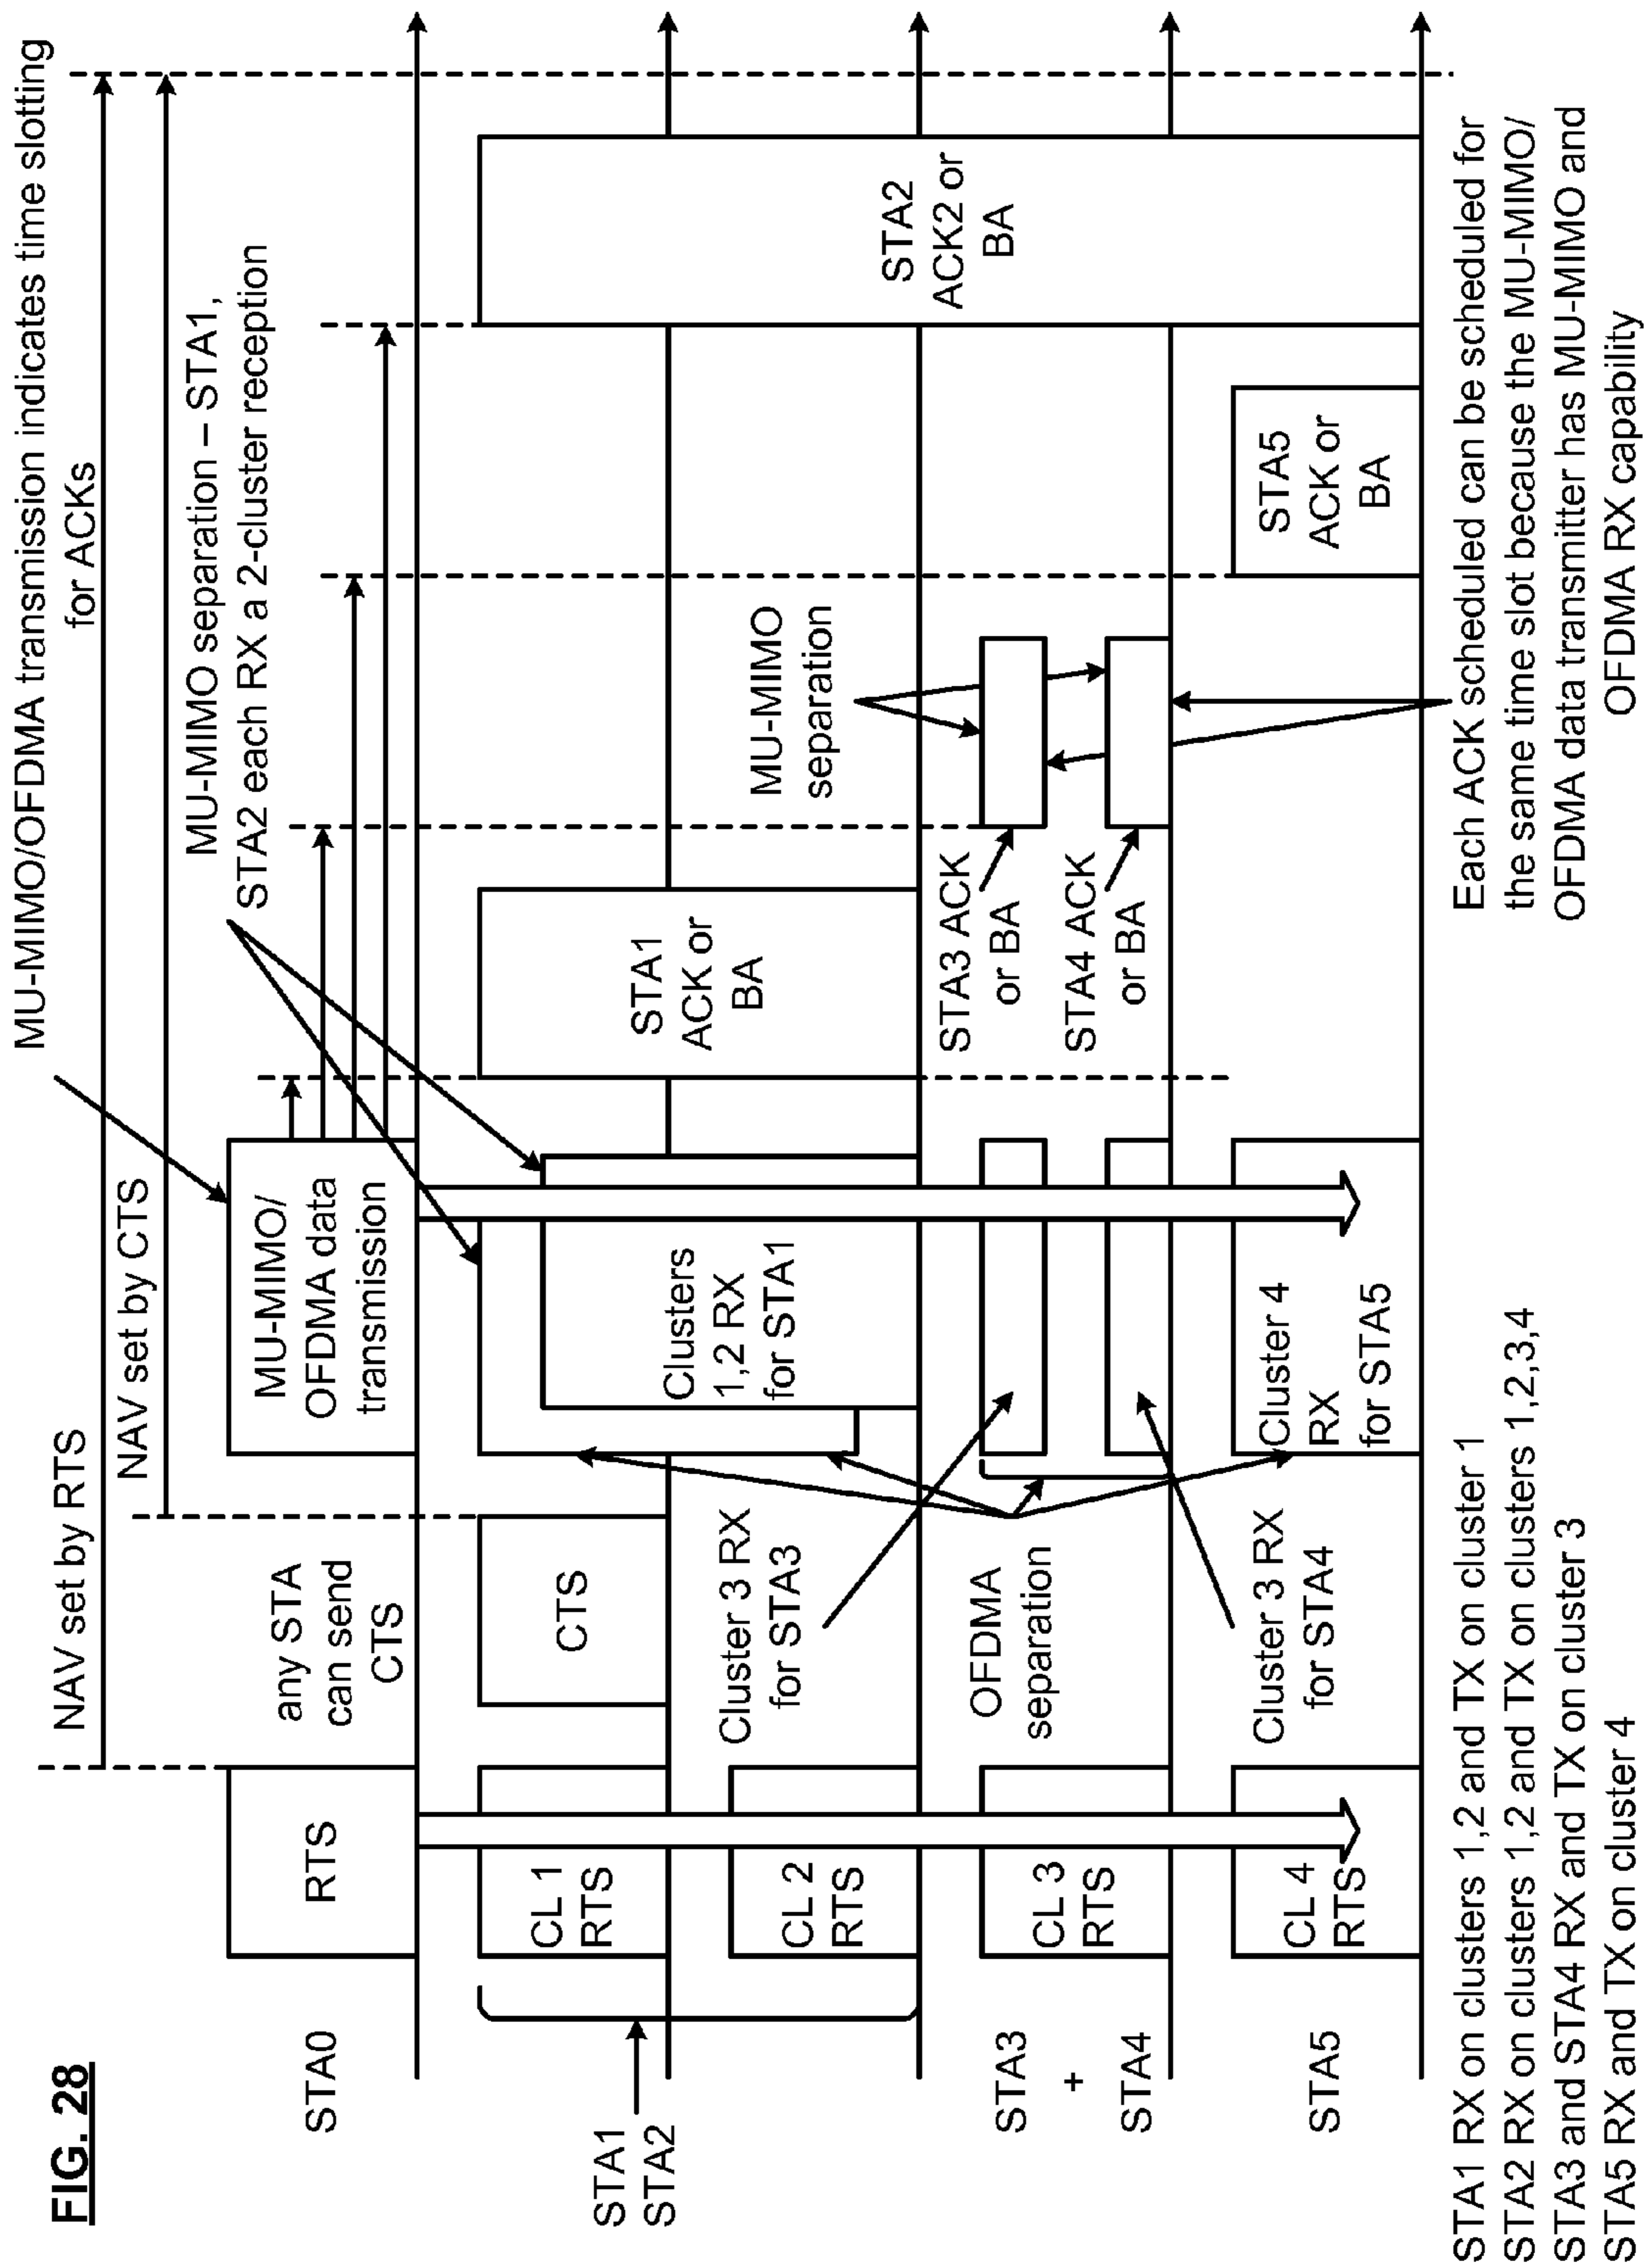 FIG. 28
MU-MIMO/OFDMA transmission indicates time slotting
for ACKs
NAV set by RTS
NAV set by CTS
MU-MIMO separation – STA1,
STA2 each RX a 2-cluster reception
STA0
RTS
any STA
can send
CTS
MU-MIMO/
OFDMA data
transmission
STA1
STA2
CL 1
RTS
CTS
CL 2
RTS
Clusters
1,2 RX
for STA1
STA1
ACK or
BA
STA2
ACK2 or
BA
Cluster 3 RX
for STA3
MU-MIMO
separation
STA3
+
STA4
CL 3
RTS
OFDMA
separation
STA3 ACK
or BA
STA4 ACK
or BA
STA5
CL 4
RTS
Cluster 3 RX
for STA4
Cluster 4
RX
for STA5
STA5
ACK or
BA
STA1 RX on clusters 1,2 and TX on cluster 1
STA2 RX on clusters 1,2 and TX on clusters 1,2,3,4
STA3 and STA4 RX and TX on cluster 3
STA5 RX and TX on cluster 4
Each ACK scheduled can be scheduled for
the same time slot because the MU-MIMO/
OFDMA data transmitter has MU-MIMO and
OFDMA RX capability